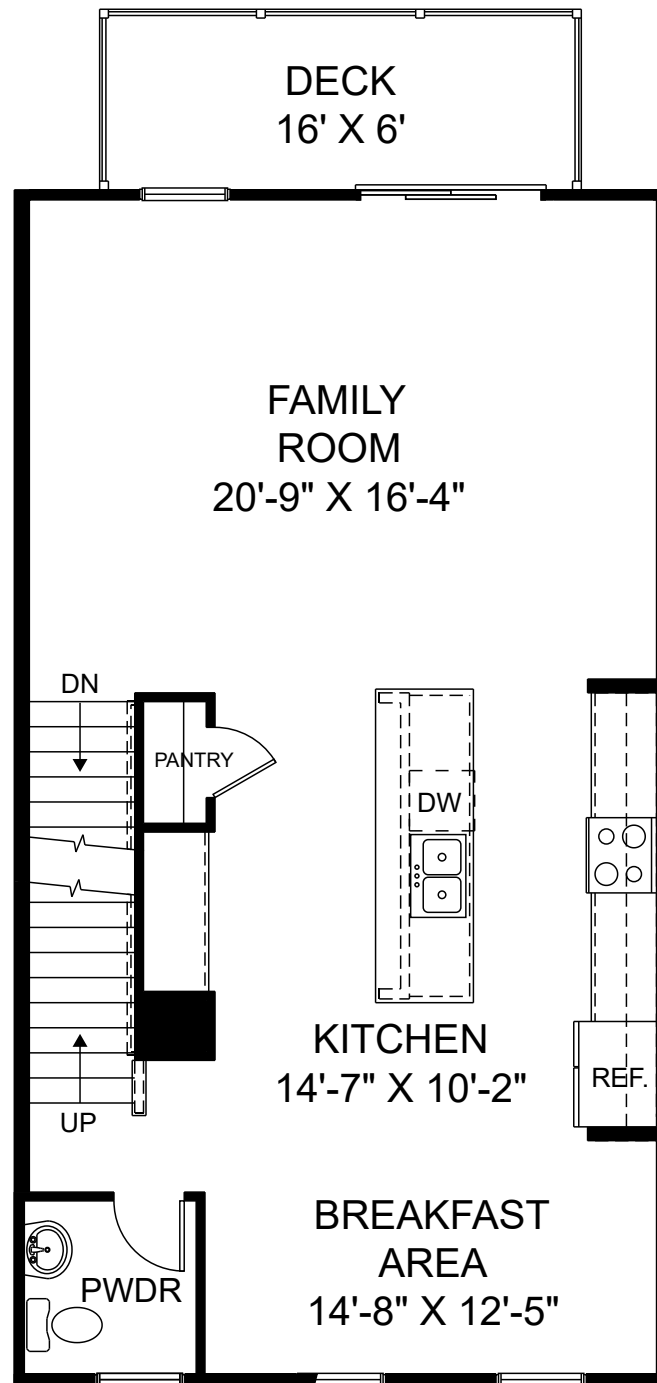 DECK
16' X 6'
FAMILY
ROOM
20'-9" X 16'-4"
DN
PANTRY
DW
KITCHEN
14'-7" X 10'-2"
REF.
UP
BREAKFAST
AREA
14'-8" X 12'-5"
PWDR